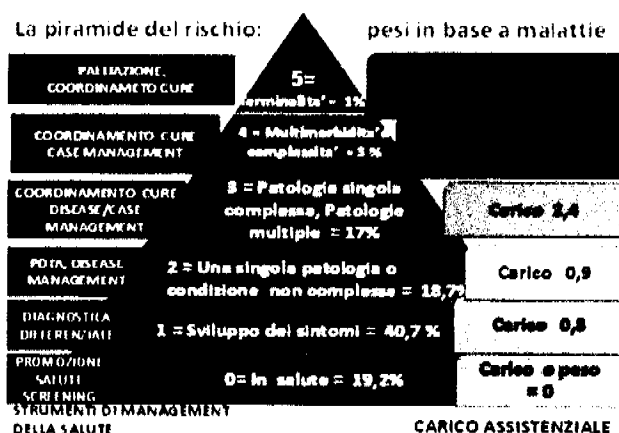 La piramide del rischio: pesi in base a malattie
PALLIAZIONE,
COORDINAMETO CURE
5=
terminalita' = 1%
COORDINAMENTO CURE
CASE MANAGEMENT
4 = Multimorbidita'
complessita' = 3 %
COORDINAMENTO CURE
DISEASE/CASE
MANAGEMENT
3 = Patologia singola
complessa, Patologie
multiple = 17%
Carico 2,4
PDTA, DISEASE
MANAGEMENT
2 = Una singola patologia o
condizione non complessa = 18,7%
Carico 0,9
DIAGNOSTICA
DIFFERENZIALE
1 = Sviluppo dei sintomi = 40,7 %
Carico 0,8
PROMOZIONE
SALUTE
SCREENING
0= In salute = 19,2%
Carico o peso
= 0
STRUMENTI DI MANAGEMENT
DELLA SALUTE
CARICO ASSISTENZIALE